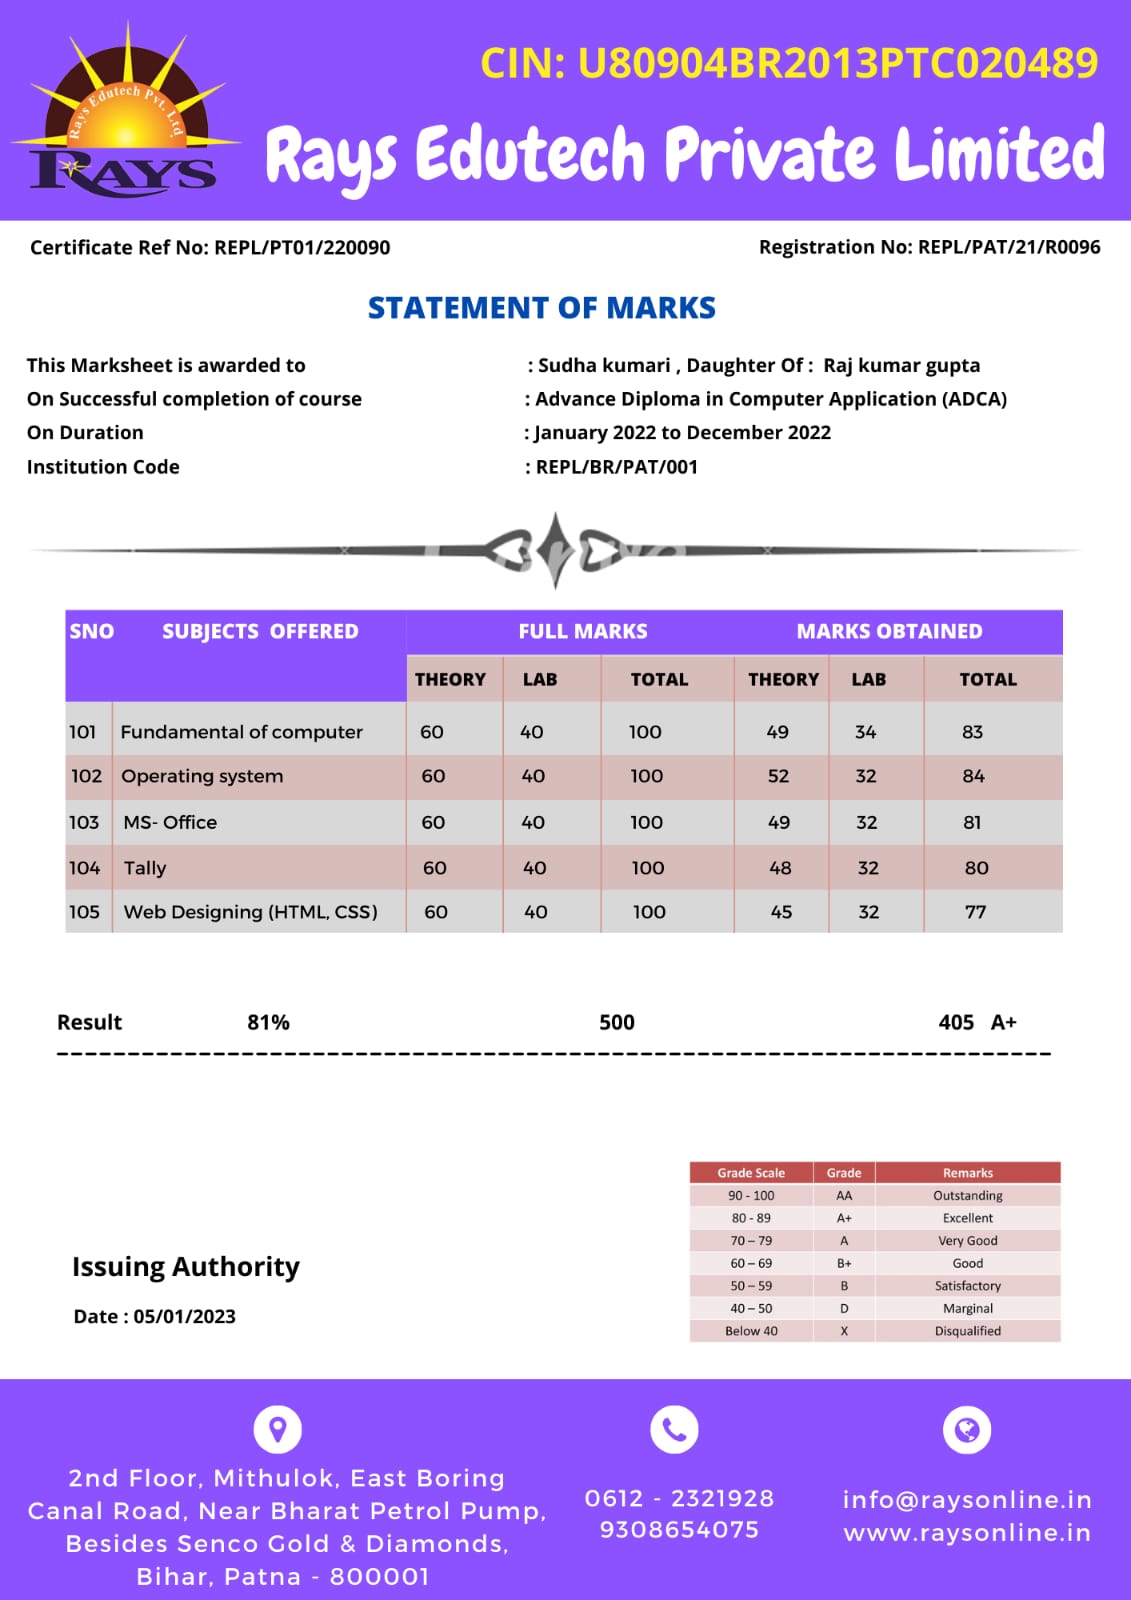 CIN: U80904BR2013PTC020489
Rays Edutech Pvt. Ltd.
RAYS
Rays Edutech Private Limited
Certificate Ref No: REPL/PT01/220090 Registration No: REPL/PAT/21/R0096
STATEMENT OF MARKS
This Marksheet is awarded to : Sudha kumari , Daughter Of : Raj kumar gupta
On Successful completion of course : Advance Diploma in Computer Application (ADCA)
On Duration : January 2022 to December 2022
Institution Code : REPL/BR/PAT/001
SNO SUBJECTS OFFERED FULL MARKS MARKS OBTAINED
THEORY LAB TOTAL THEORY LAB TOTAL
101 Fundamental of computer 60 40 100 49 34 83
102 Operating system 60 40 100 52 32 84
103 MS- Office 60 40 100 49 32 81
104 Tally 60 40 100 48 32 80
105 Web Designing (HTML, CSS) 60 40 100 45 32 77
Result 81% 500 405 A+
Grade Scale Grade Remarks
90 - 100 AA Outstanding
80 - 89 A+ Excellent
70 – 79 A Very Good
60 – 69 B+ Good
50 – 59 B Satisfactory
40 – 50 D Marginal
Below 40 X Disqualified
Issuing Authority
Date : 05/01/2023
2nd Floor, Mithulok, East Boring
Canal Road, Near Bharat Petrol Pump,
Besides Senco Gold & Diamonds,
Bihar, Patna - 800001
0612 - 2321928
9308654075
info@raysonline.in
www.raysonline.in